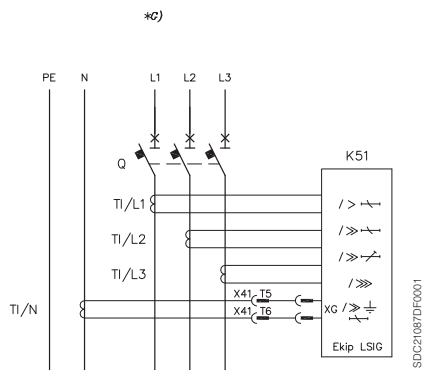 *G)
PE N L1 L2 L3
Q
K51
TI/L1
TI/L2
TI/L3
TI/N
X41 T5
X41 T6
/>
/>>
/>>
/>>>
XG />>
Ekip LSIG
SDC21087DF0001